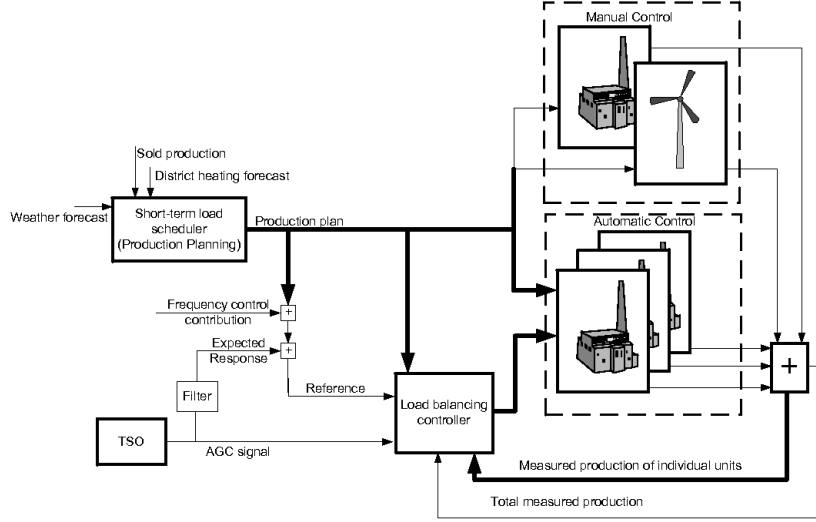 Manual Control
Sold production
District heating forecast
Weather forecast
Short-term load
scheduler
(Production Planning)
Production plan
Automatic Control
Frequency control
contribution
+
Expected
Response
+
Reference
Filter
Load balancing
controller
+
TSO
AGC signal
Measured production of individual units
Total measured production